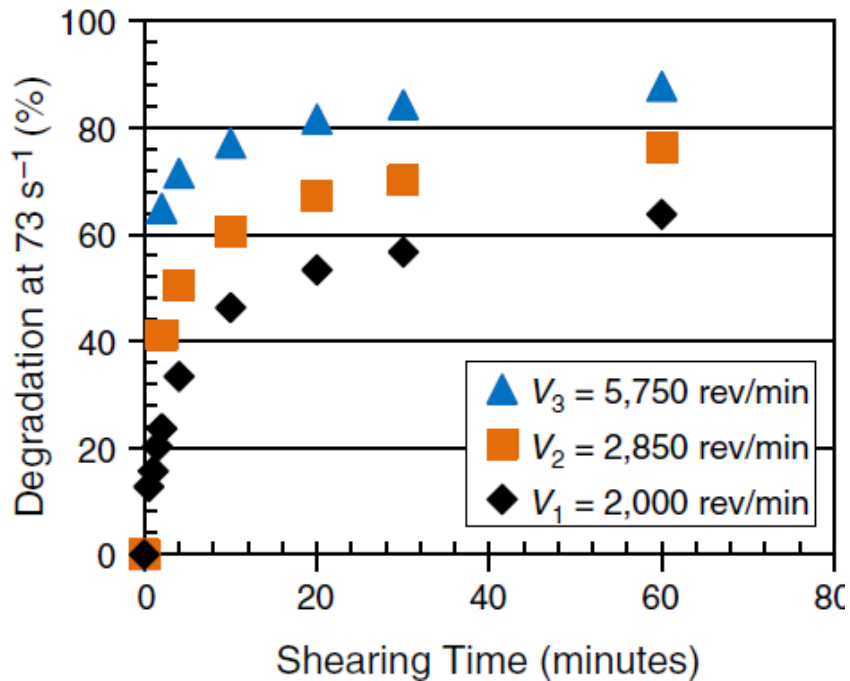 100
80
60
40
20
0
Degradation at 73 s⁻¹ (%)
V₃ = 5,750 rev/min
V₂ = 2,850 rev/min
V₁ = 2,000 rev/min
0 20 40 60 80
Shearing Time (minutes)